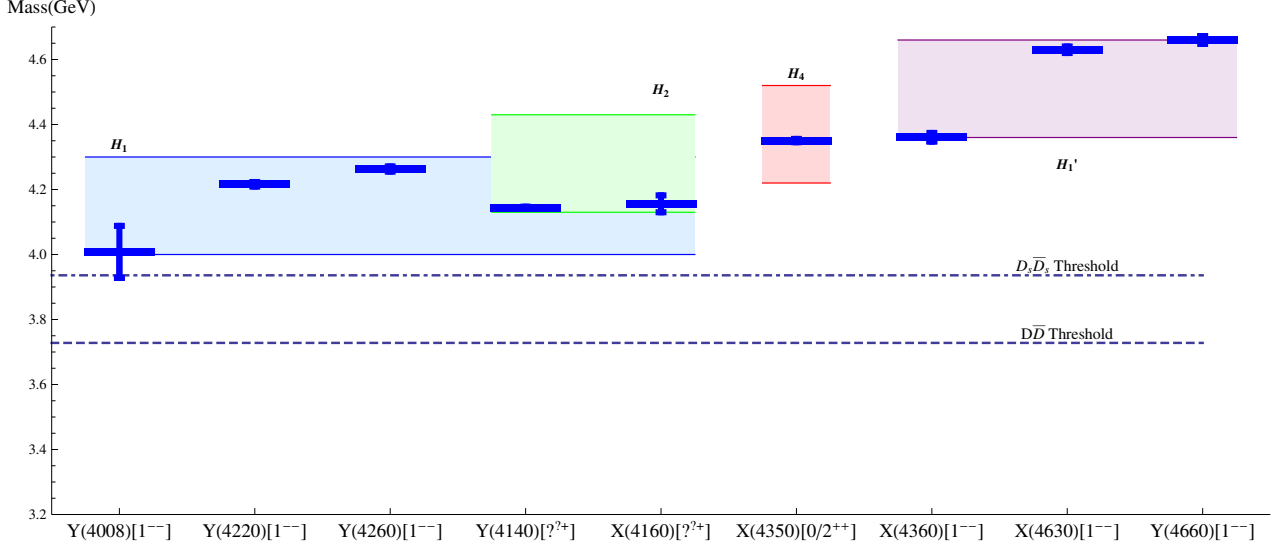 Mass(GeV)
4.6
4.4
4.2
4.0
3.8
3.6
3.4
3.2
H₁
H₂
H₄
H₁'
DₛD̅ₛ Threshold
DD̅ Threshold
Y(4008)[1⁻⁻] Y(4220)[1⁻⁻] Y(4260)[1⁻⁻] Y(4140)[?^?+] X(4160)[?^?+] X(4350)[0/2⁺⁺] X(4360)[1⁻⁻] X(4630)[1⁻⁻] Y(4660)[1⁻⁻]